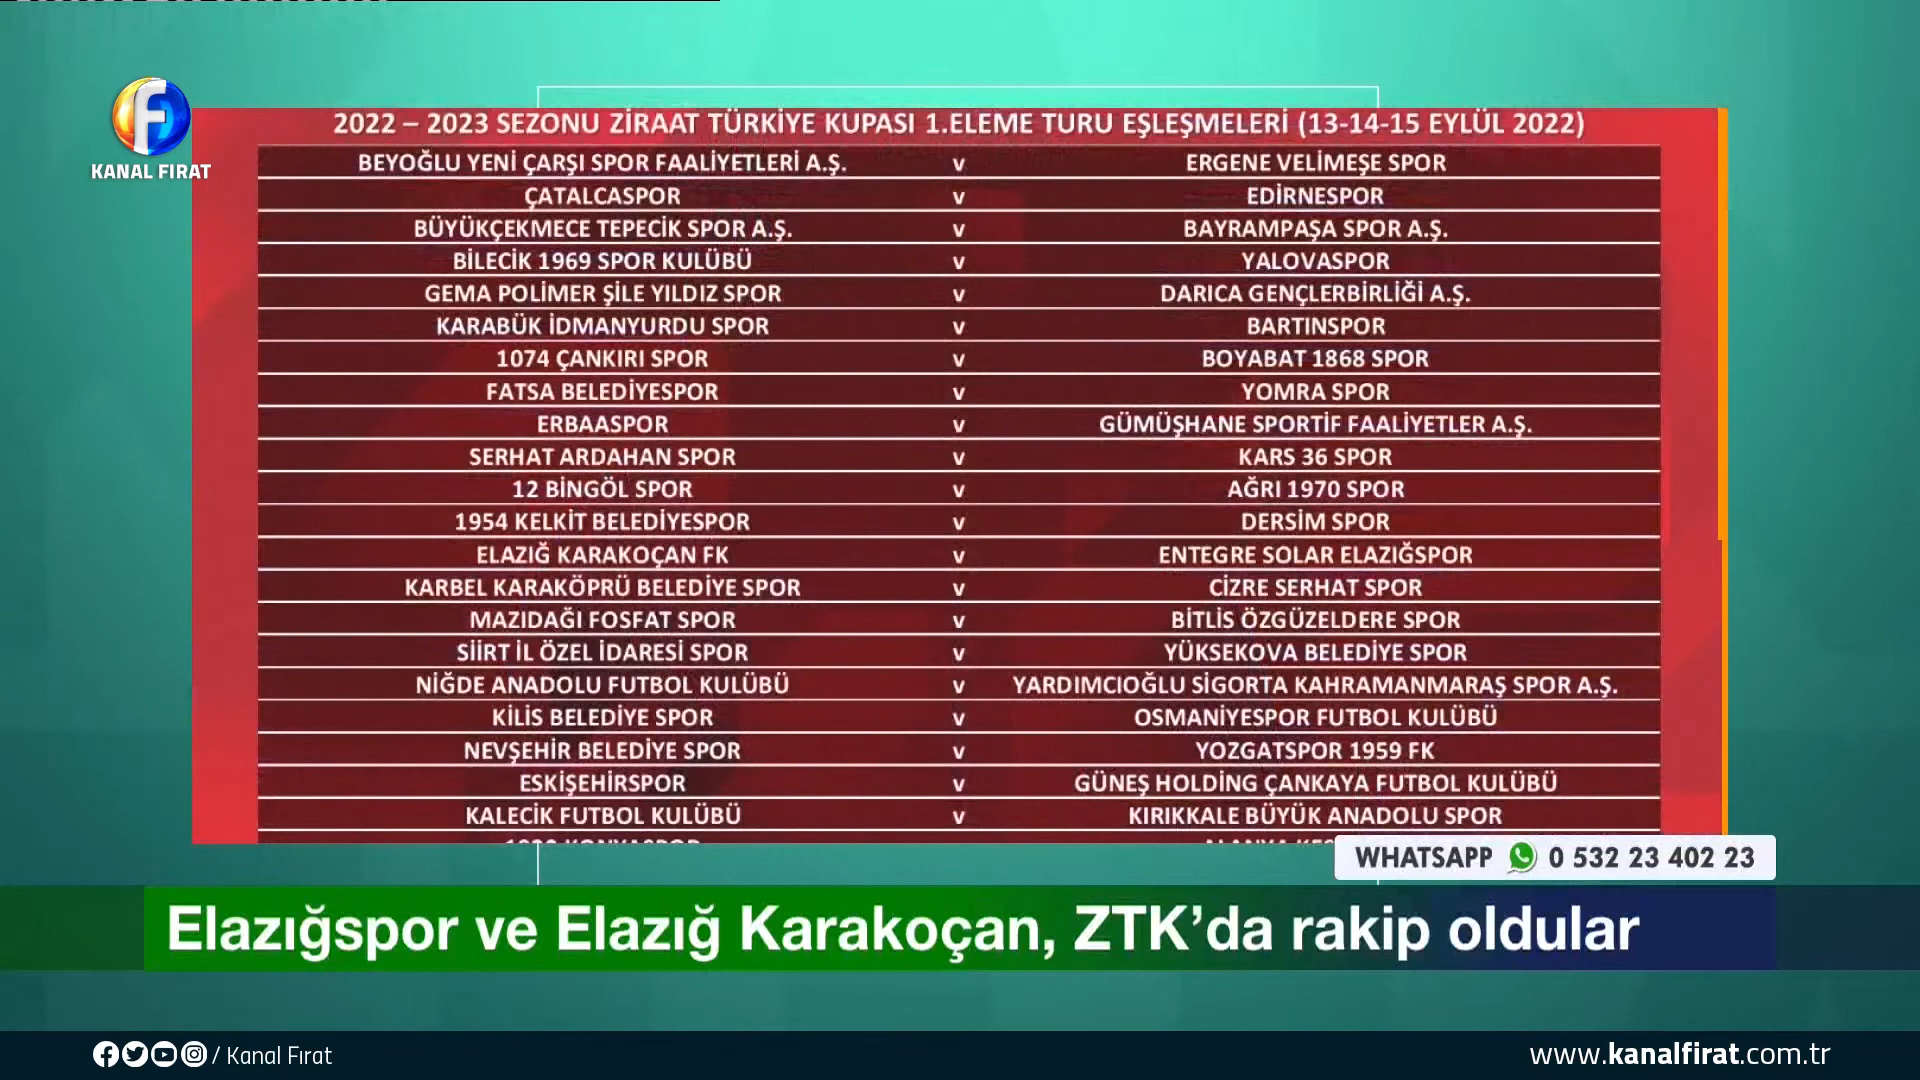 2022 – 2023 SEZONU ZİRAAT TÜRKİYE KUPASI 1.ELEME TURU EŞLEŞMELERİ (13-14-15 EYLÜL 2022)
KANAL FIRAT
BEYOĞLU YENİ ÇARŞI SPOR FAALİYETLERİ A.Ş. v ERGENE VELİMEŞE SPOR
ÇATALCASPOR v EDİRNESPOR
BÜYÜKÇEKMECE TEPECİK SPOR A.Ş. v BAYRAMPAŞA SPOR A.Ş.
BİLECİK 1969 SPOR KULÜBÜ v YALOVASPOR
GEMA POLİMER ŞİLE YILDIZ SPOR v DARICA GENÇLERBİRLİĞİ A.Ş.
KARABÜK İDMANYURDU SPOR v BARTINSPOR
1074 ÇANKIRI SPOR v BOYABAT 1868 SPOR
FATSA BELEDİYESPOR v YOMRA SPOR
ERBAASPOR v GÜMÜŞHANE SPORTİF FAALİYETLER A.Ş.
SERHAT ARDAHAN SPOR v KARS 36 SPOR
12 BİNGÖL SPOR v AĞRI 1970 SPOR
1954 KELKİT BELEDİYESPOR v DERSİM SPOR
ELAZIĞ KARAKOÇAN FK v ENTEGRE SOLAR ELAZIĞSPOR
KARBEL KARAKÖPRÜ BELEDİYE SPOR v CİZRE SERHAT SPOR
MAZIDAĞI FOSFAT SPOR v BİTLİS ÖZGÜZELDERE SPOR
SİİRT İL ÖZEL İDARESİ SPOR v YÜKSEKOVA BELEDİYE SPOR
NİĞDE ANADOLU FUTBOL KULÜBÜ v YARDIMCIOĞLU SİGORTA KAHRAMANMARAŞ SPOR A.Ş.
KİLİS BELEDİYE SPOR v OSMANİYESPOR FUTBOL KULÜBÜ
NEVŞEHİR BELEDİYE SPOR v YOZGATSPOR 1959 FK
ESKİŞEHİRSPOR v GÜNEŞ HOLDİNG ÇANKAYA FUTBOL KULÜBÜ
KALECİK FUTBOL KULÜBÜ v KIRIKKALE BÜYÜK ANADOLU SPOR
WHATSAPP 0 532 23 402 23
Elazığspor ve Elazığ Karakoçan, ZTK’da rakip oldular
/ Kanal Fırat
www.kanalfirat.com.tr